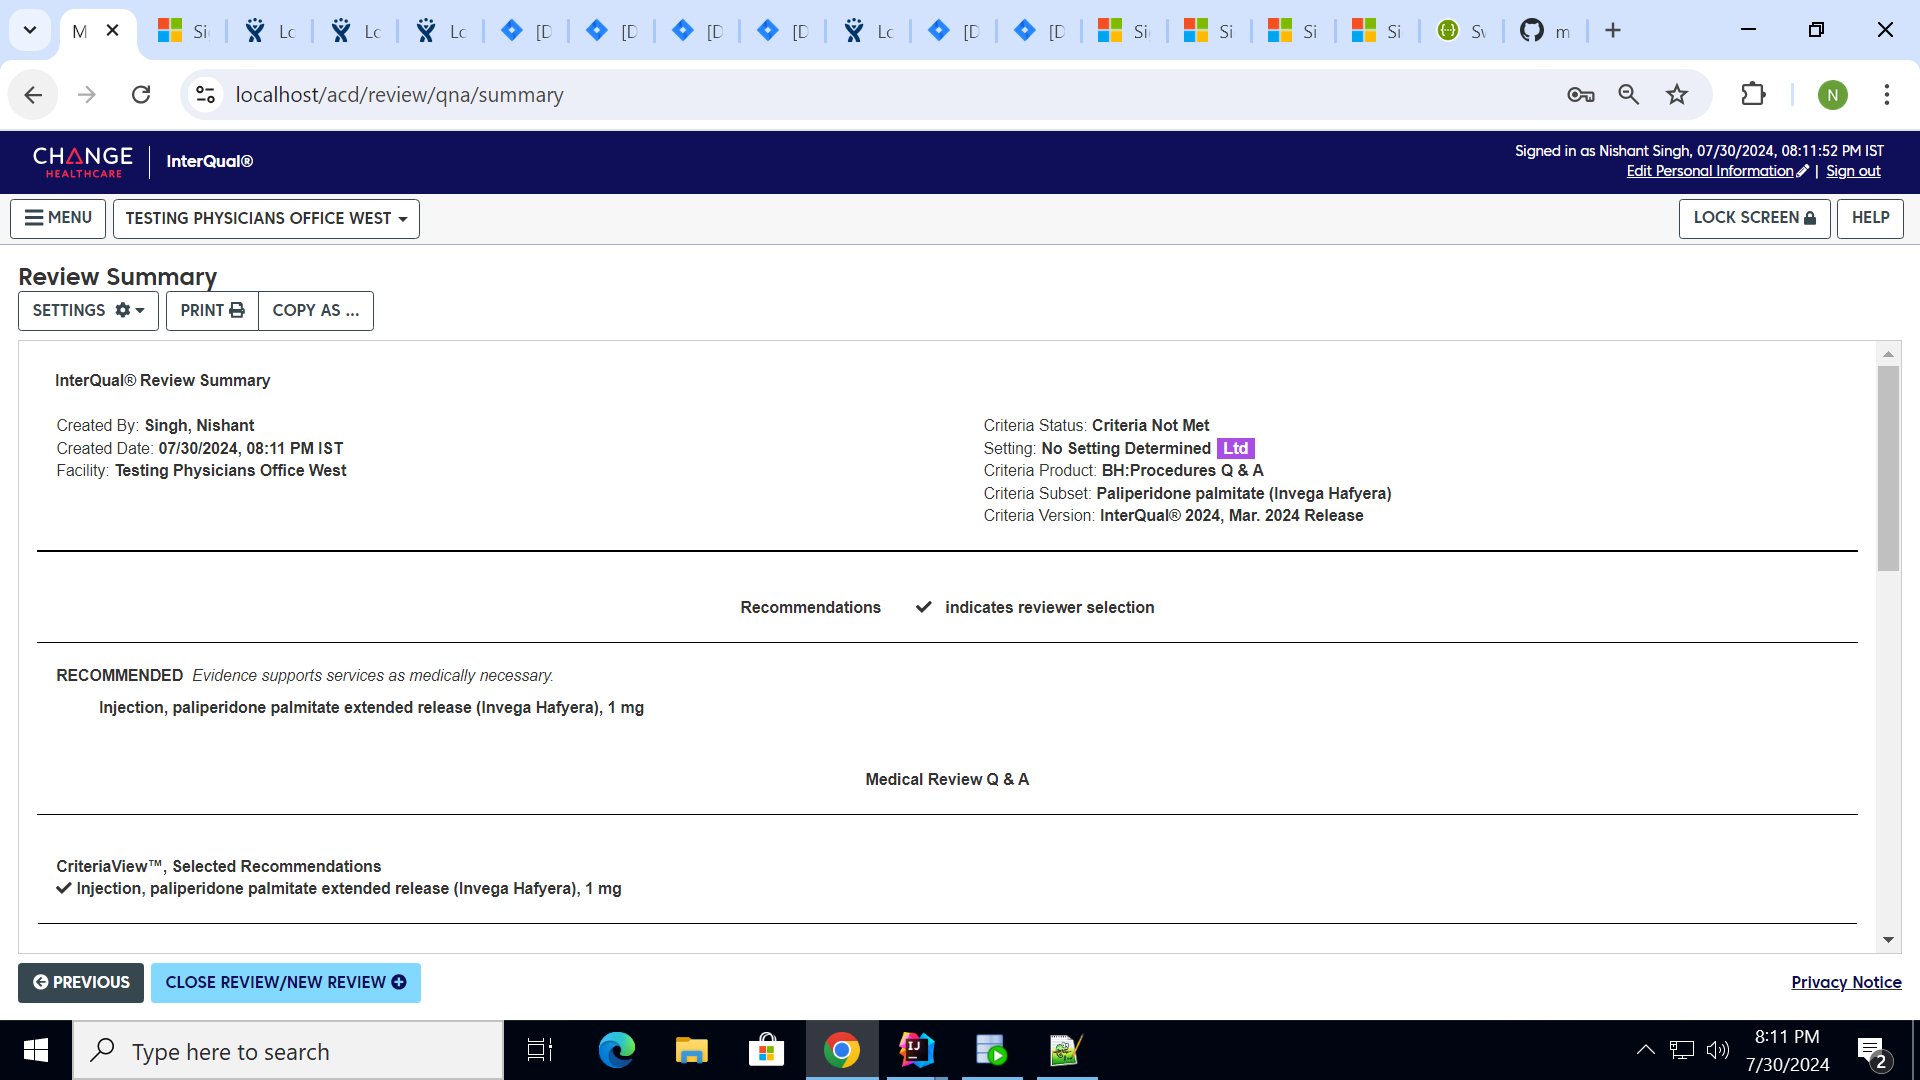 M
Si
Lo
Lo
Lo
[D
[D
[D
[D
Lo
[D
[D
Sig
Si
Si
Si
Sw
m
localhost/acd/review/qna/summary
N
CHANGE
HEALTHCARE
InterQual®
Signed in as Nishant Singh, 07/30/2024, 08:11:52 PM IST
Edit Personal Information | Sign out
MENU
TESTING PHYSICIANS OFFICE WEST
LOCK SCREEN
HELP
Review Summary
SETTINGS
PRINT
COPY AS ...
InterQual® Review Summary
Created By: Singh, Nishant
Created Date: 07/30/2024, 08:11 PM IST
Facility: Testing Physicians Office West
Criteria Status: Criteria Not Met
Setting: No Setting Determined Ltd
Criteria Product: BH:Procedures Q & A
Criteria Subset: Paliperidone palmitate (Invega Hafyera)
Criteria Version: InterQual® 2024, Mar. 2024 Release
Recommendations ✔ indicates reviewer selection
RECOMMENDED Evidence supports services as medically necessary.
Injection, paliperidone palmitate extended release (Invega Hafyera), 1 mg
Medical Review Q & A
CriteriaView™, Selected Recommendations
✔ Injection, paliperidone palmitate extended release (Invega Hafyera), 1 mg
PREVIOUS
CLOSE REVIEW/NEW REVIEW
Privacy Notice
Type here to search
IJ
8:11 PM
7/30/2024
2